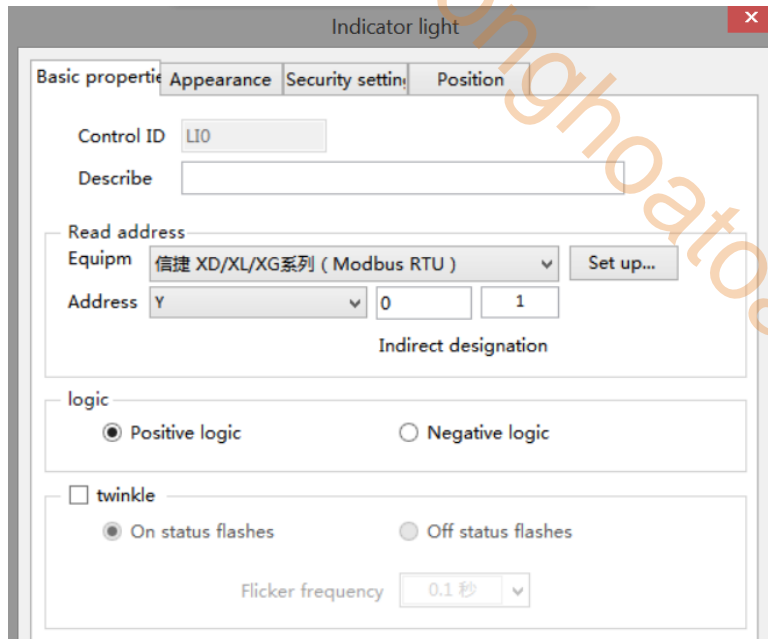 Indicator light
Basic propertie Appearance Security setting Position
Control ID LI0
Describe
Read address
Equipm 信捷 XD/XL/XG系列（Modbus RTU） Set up...
Address Y 0 1
Indirect designation
logic
Positive logic Negative logic
twinkle
On status flashes Off status flashes
Flicker frequency 0.1 秒